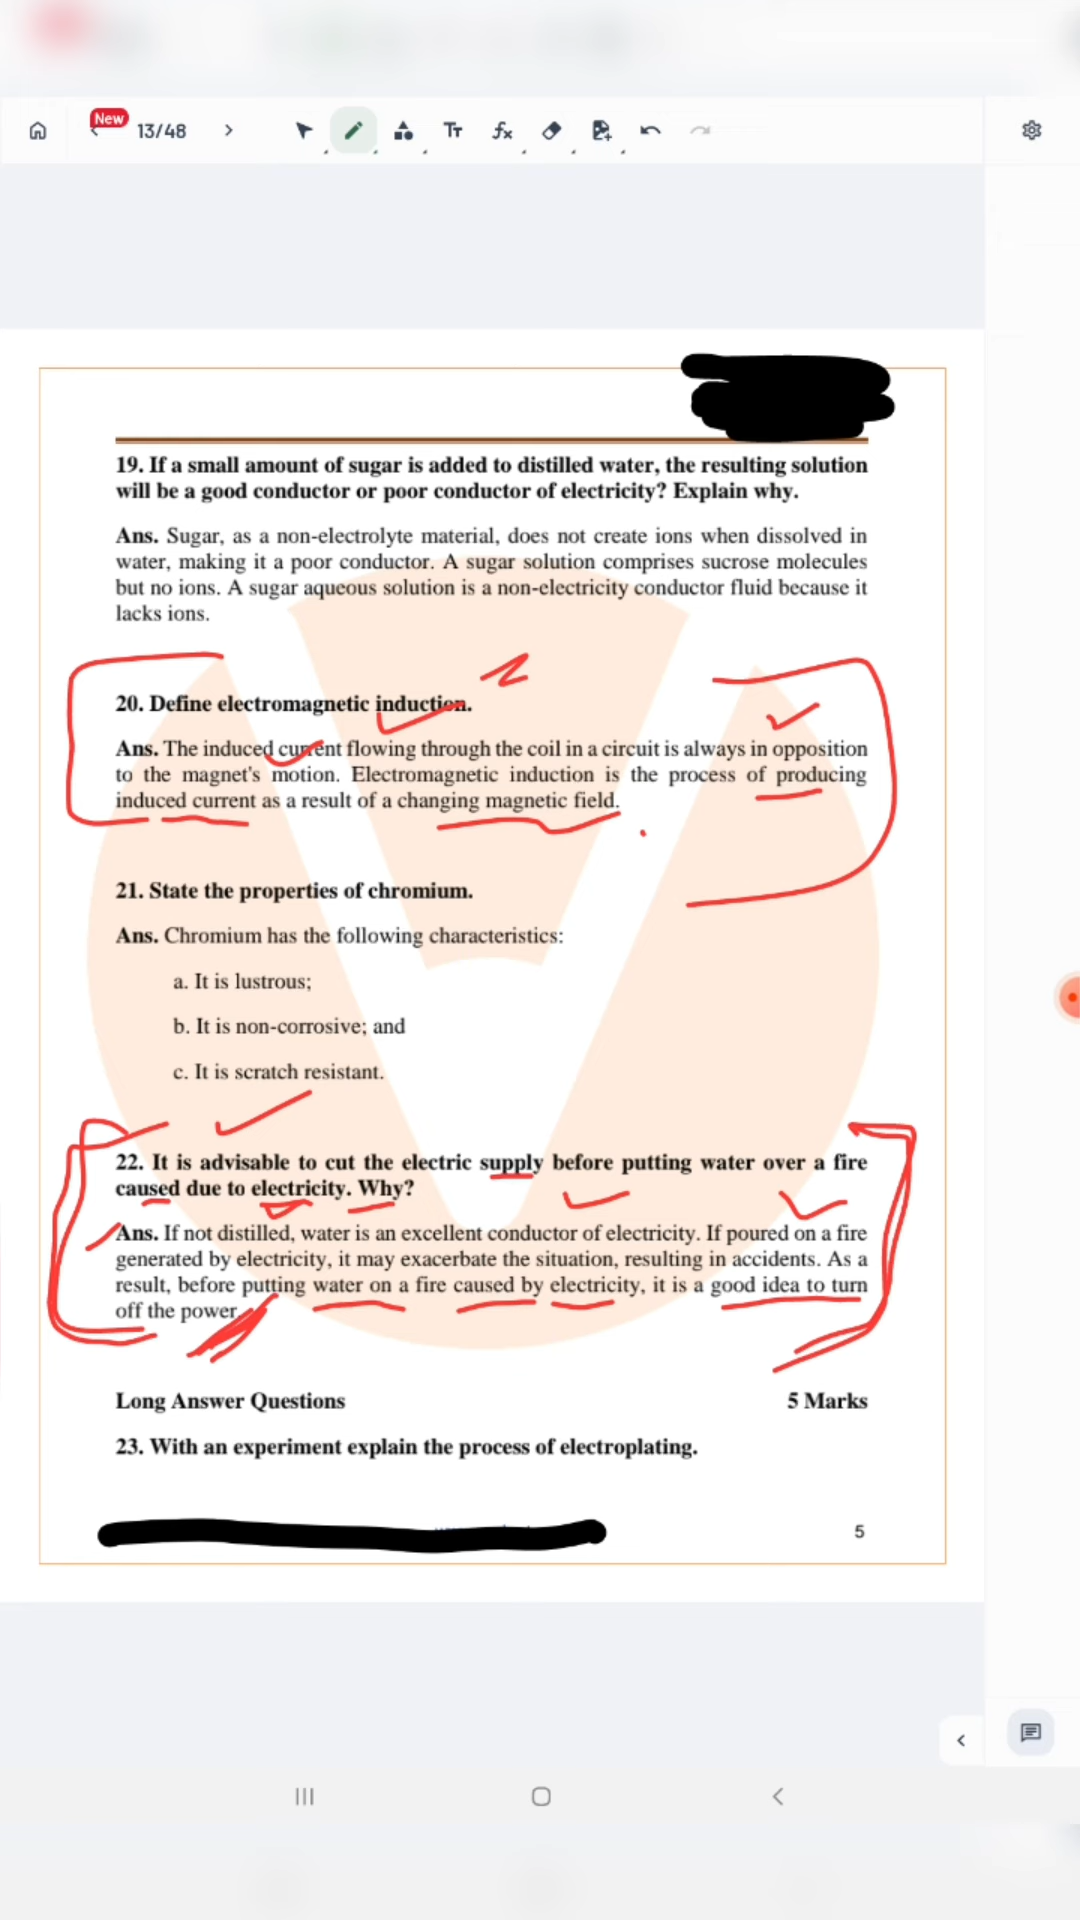 New
13/48
19. If a small amount of sugar is added to distilled water, the resulting solution
will be a good conductor or poor conductor of electricity? Explain why.
Ans. Sugar, as a non-electrolyte material, does not create ions when dissolved in
water, making it a poor conductor. A sugar solution comprises sucrose molecules
but no ions. A sugar aqueous solution is a non-electricity conductor fluid because it
lacks ions.
20. Define electromagnetic induction.
Ans. The induced current flowing through the coil in a circuit is always in opposition
to the magnet's motion. Electromagnetic induction is the process of producing
induced current as a result of a changing magnetic field.
21. State the properties of chromium.
Ans. Chromium has the following characteristics:
a. It is lustrous;
b. It is non-corrosive; and
c. It is scratch resistant.
22. It is advisable to cut the electric supply before putting water over a fire
caused due to electricity. Why?
Ans. If not distilled, water is an excellent conductor of electricity. If poured on a fire
generated by electricity, it may exacerbate the situation, resulting in accidents. As a
result, before putting water on a fire caused by electricity, it is a good idea to turn
off the power
Long Answer Questions 5 Marks
23. With an experiment explain the process of electroplating.
5